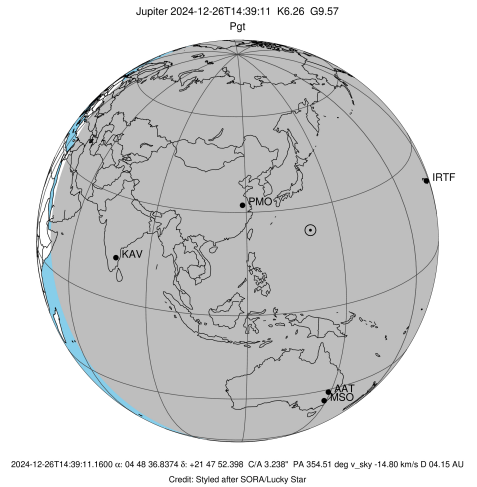 Jupiter 2024-12-26T14:39:11  K6.26  G9.57
Pgt
IRTF
PMO
KAV
AAT
MSO
2024-12-26T14:39:11.1600 α: 04 48 36.8374 δ: +21 47 52.398  C/A 3.238"  PA 354.51 deg v_sky -14.80 km/s D 04.15 AU
Credit: Styled after SORA/Lucky Star